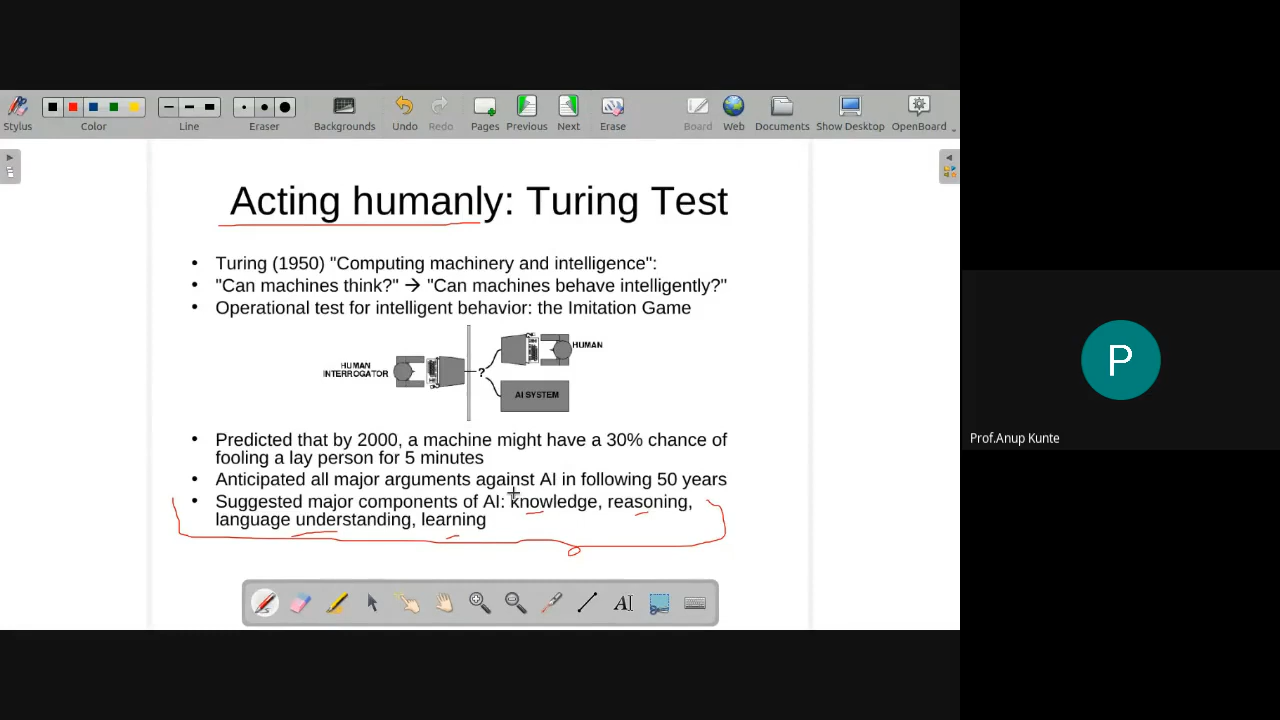 Stylus
Color
Line
Eraser
Backgrounds
Undo
Redo
Pages
Previous
Next
Erase
Board
Web
Documents
Show Desktop
OpenBoard
Acting humanly: Turing Test
• Turing (1950) "Computing machinery and intelligence":
• "Can machines think?" → "Can machines behave intelligently?"
• Operational test for intelligent behavior: the Imitation Game
HUMAN
INTERROGATOR
?
HUMAN
AI SYSTEM
• Predicted that by 2000, a machine might have a 30% chance of
fooling a lay person for 5 minutes
• Anticipated all major arguments against AI in following 50 years
• Suggested major components of AI: knowledge, reasoning,
language understanding, learning
AI
P
Prof.Anup Kunte